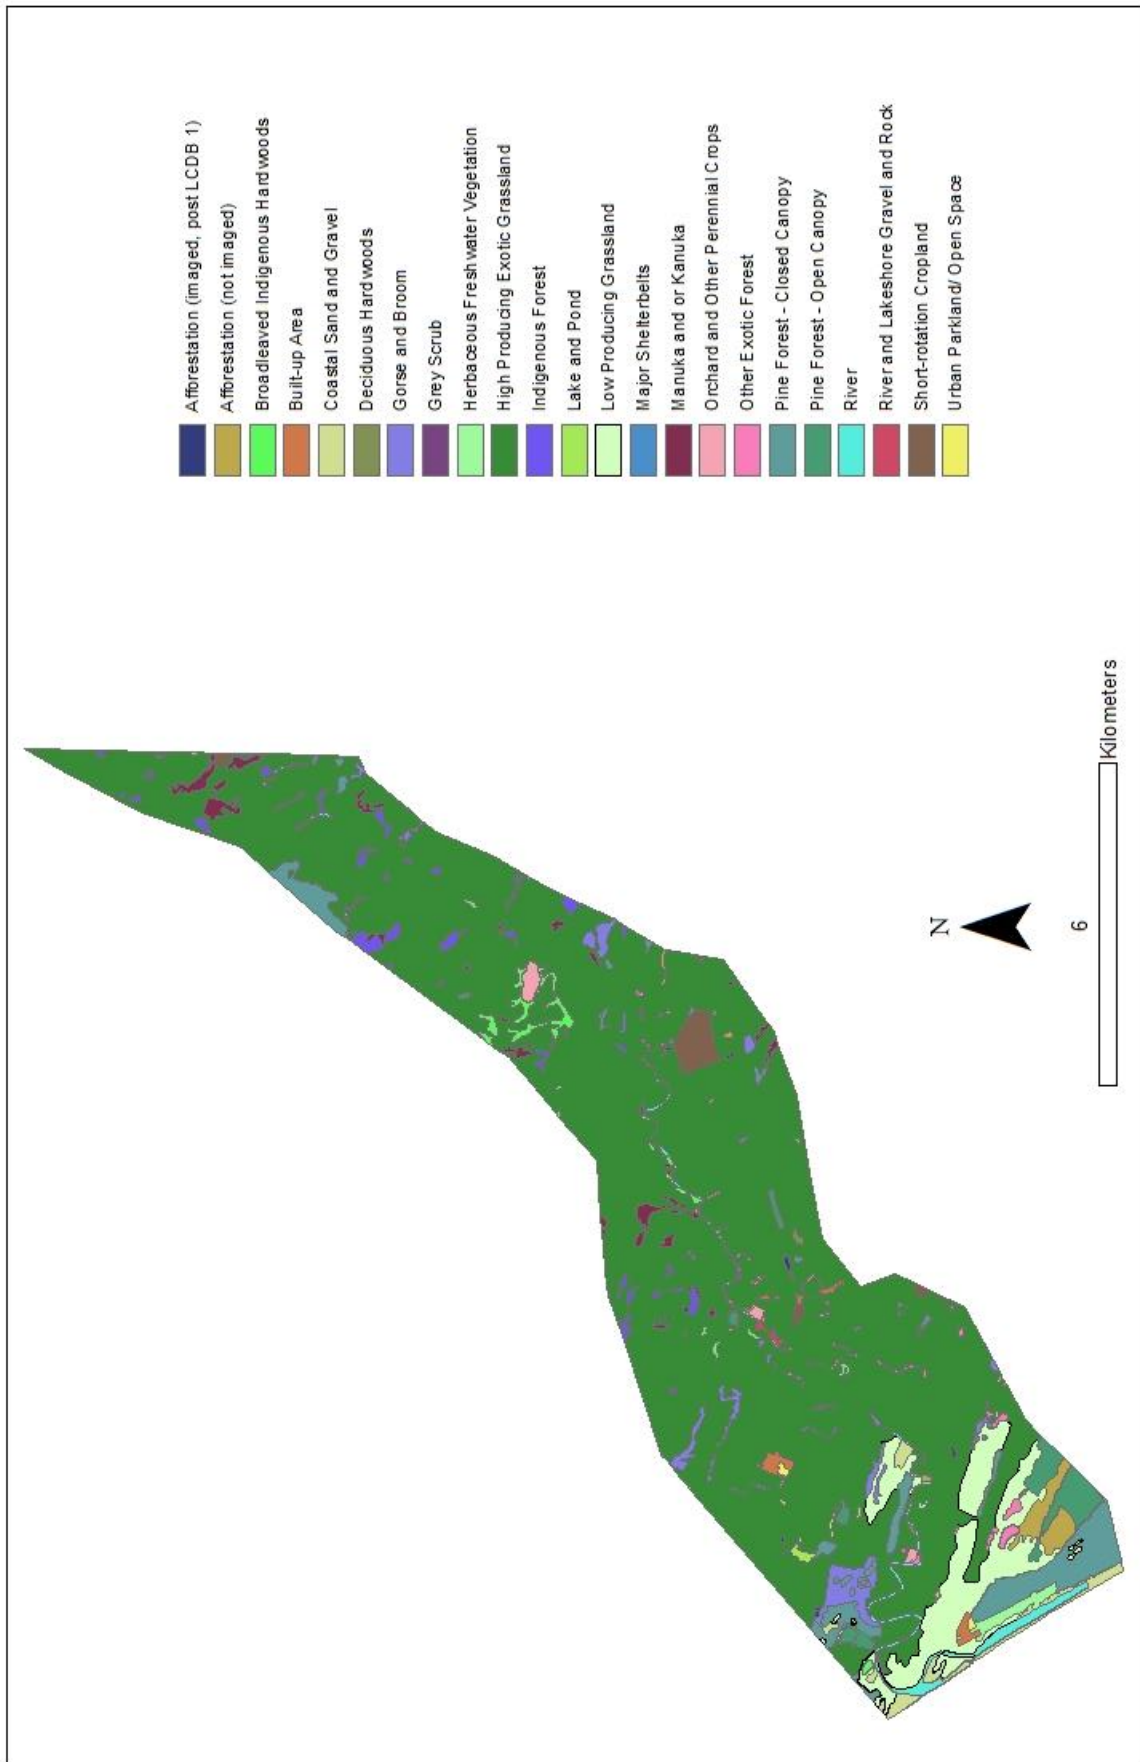 Afforestation (imaged, post LCDB 1)
Afforestation (not imaged)
Broadleaved Indigenous Hardwoods
Built-up Area
Coastal Sand and Gravel
Deciduous Hardwoods
Gorse and Broom
Grey Scrub
Herbaceous Freshwater Vegetation
High Producing Exotic Grassland
Indigenous Forest
Lake and Pond
Low Producing Grassland
Major Shelterbelts
Manuka and or Kanuka
Orchard and Other Perennial Crops
Other Exotic Forest
Pine Forest - Closed Canopy
Pine Forest - Open Canopy
River
River and Lakeshore Gravel and Rock
Short-rotation Cropland
Urban Parkland/ Open Space
N
6
Kilometers